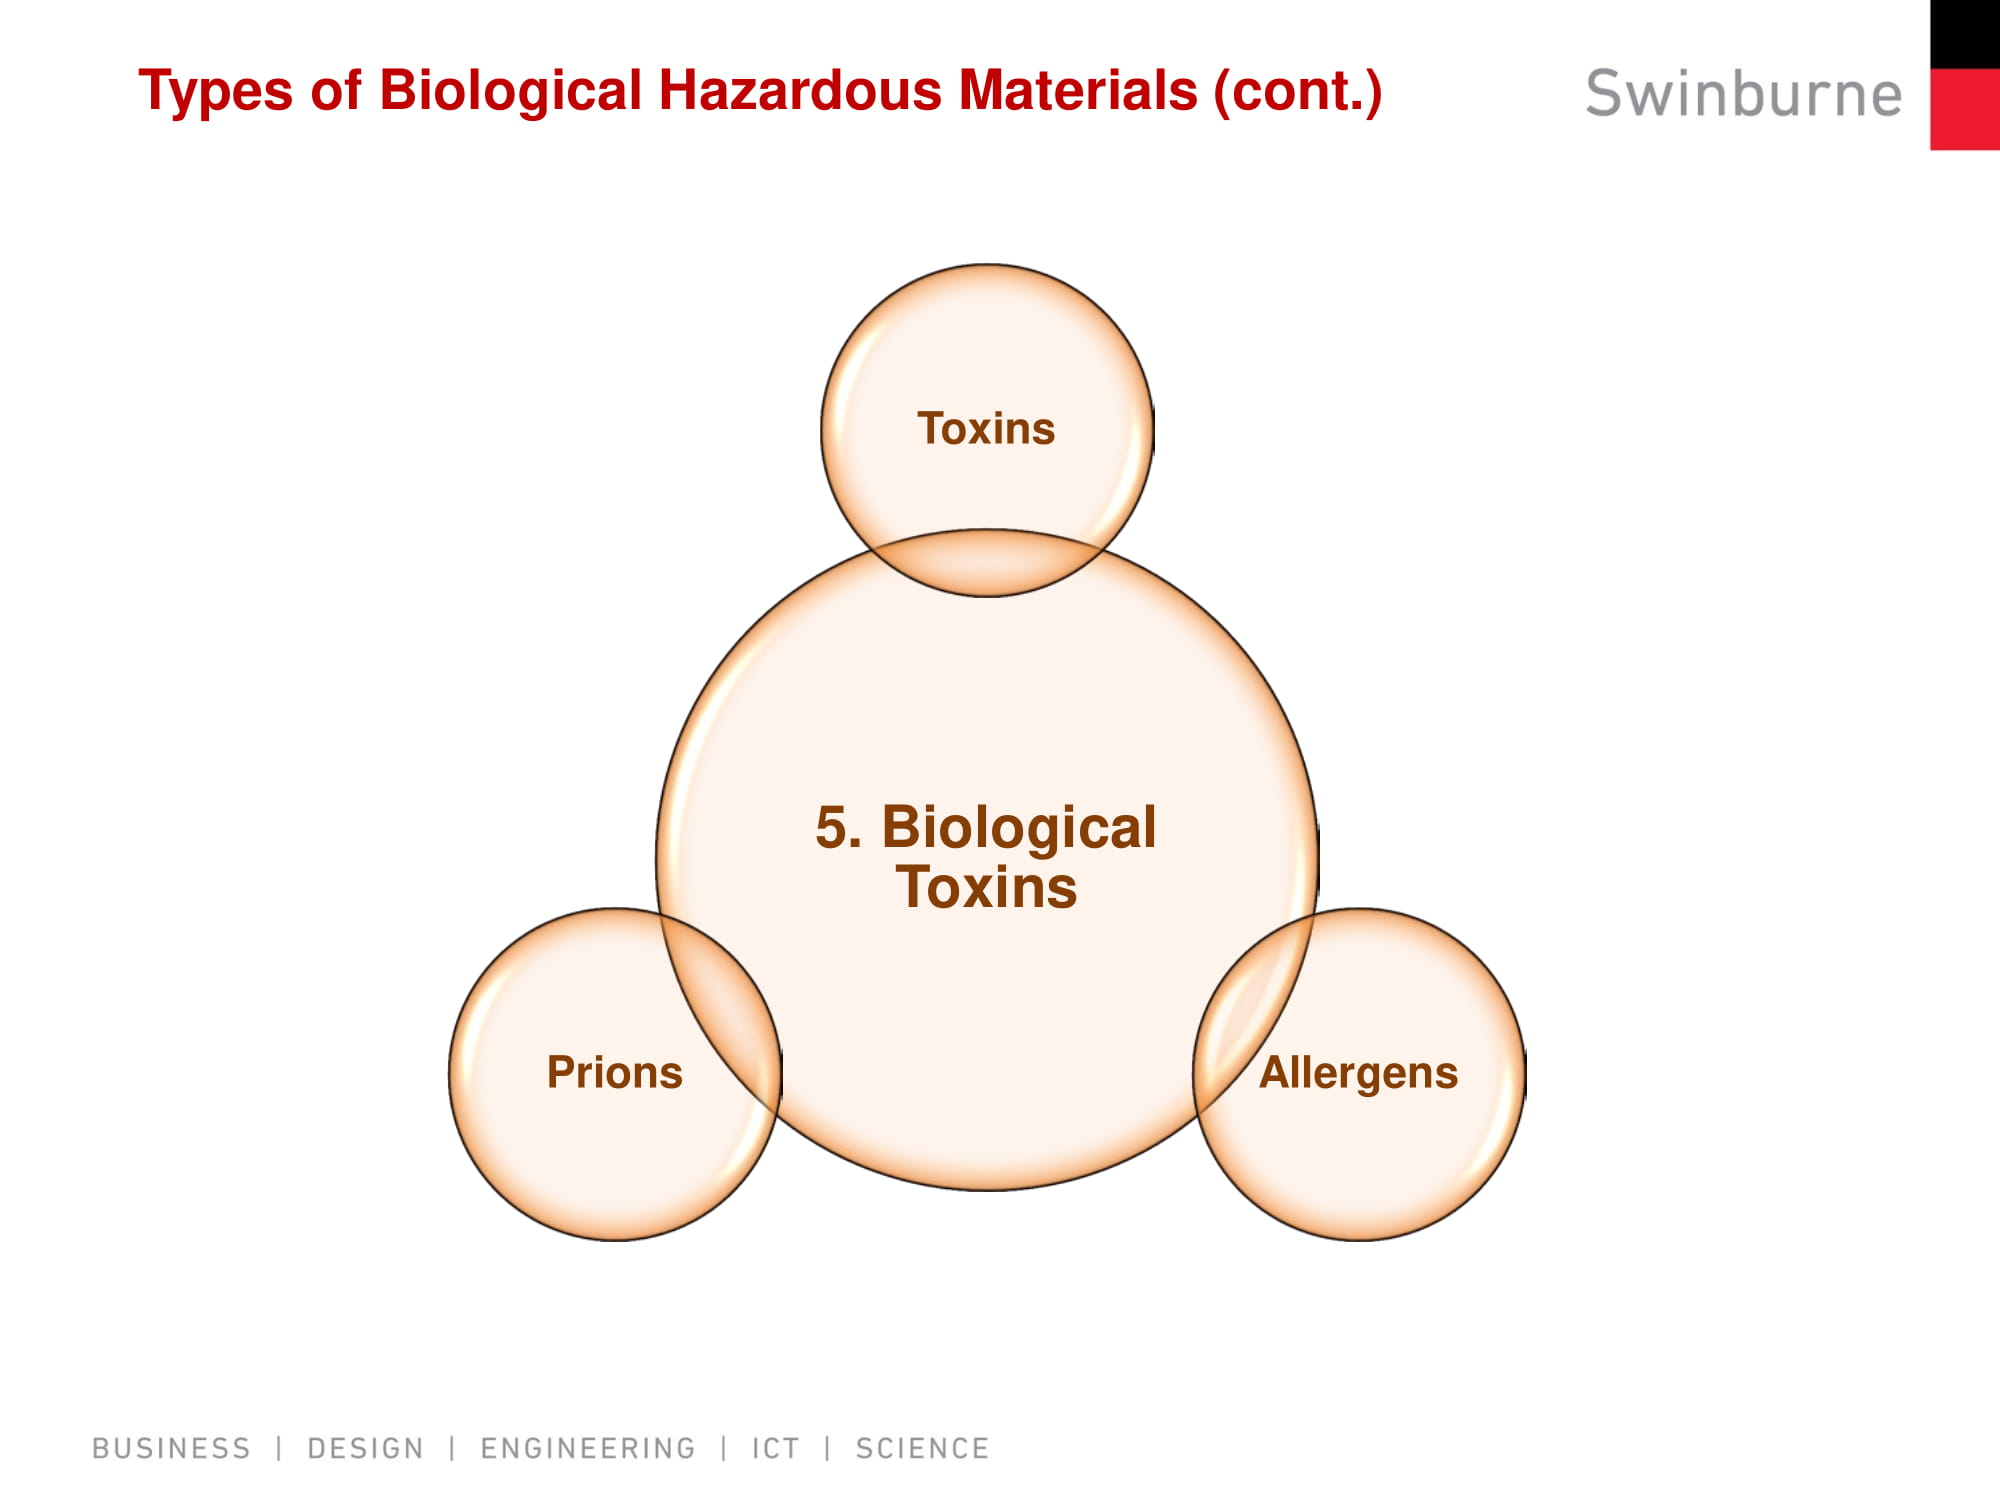 Types of Biological Hazardous Materials (cont.)
Swinburne
Toxins
5. Biological
Toxins
Prions
Allergens
BUSINESS | DESIGN | ENGINEERING | ICT | SCIENCE